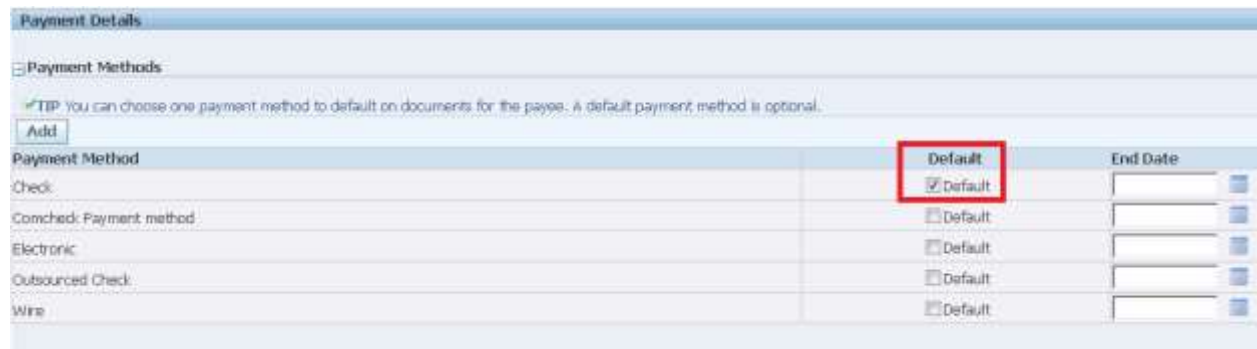 Payment Details
Payment Methods
TIP You can choose one payment method to default on documents for the payee. A default payment method is optional.
Add
Payment Method Default End Date
Check Default
Comcheck Payment method Default
Electronic Default
Outsourced Check Default
Wire Default